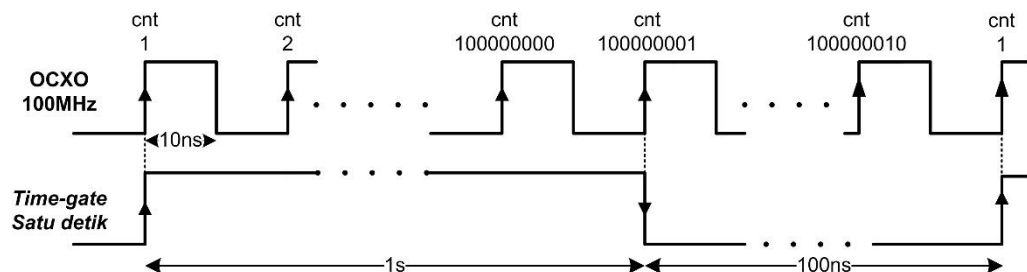 cnt cnt cnt cnt cnt cnt
1 2 100000000 100000001 100000010 1
OCXO
100MHz
10ns
Time-gate
Satu detik
1s 100ns